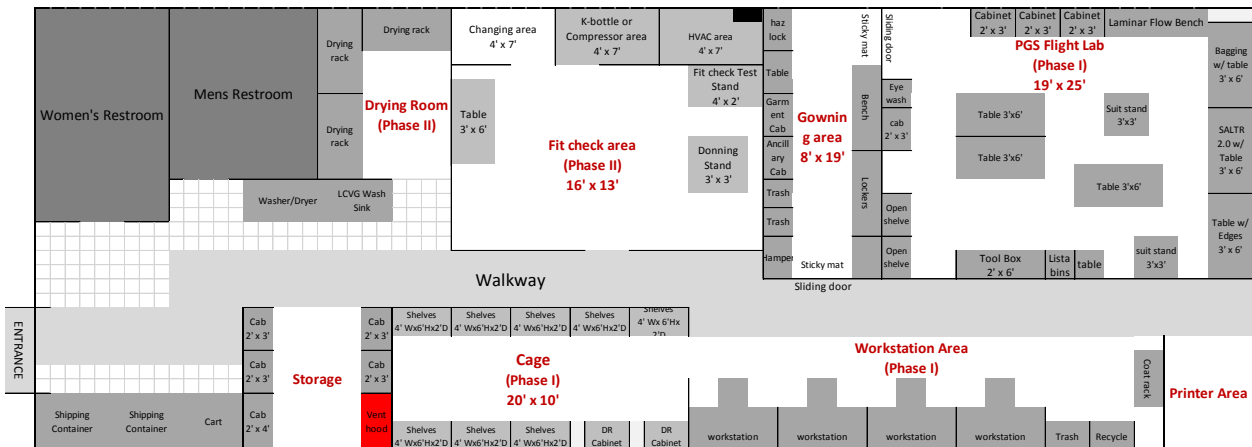 Women's Restroom
Mens Restroom
Drying
rack
Drying
rack
Drying rack
Drying Room
(Phase II)
Washer/Dryer
LCVG Wash
Sink
Changing area
4' x 7'
K-bottle or
Compressor area
4' x 7'
HVAC area
4' x 7'
Fit check Test
Stand
4' x 2'
Table
3' x 6'
Donning
Stand
3' x 3'
Fit check area
(Phase II)
16' x 13'
haz
lock
Table
Garm
ent
Cab
Ancill
ary
Cab
Trash
Trash
Hamper
Gownin
g area
8' x 19'
Sticky mat
Sticky mat
Bench
Lockers
Sliding door
Sliding door
Eye
wash
cab
2' x 3'
Open
shelve
Open
shelve
Cabinet
2' x 3'
Cabinet
2' x 3'
Cabinet
2' x 3'
Laminar Flow Bench
PGS Flight Lab
(Phase I)
19' x 25'
Table 3'x6'
Table 3'x6'
Suit stand
3'x3'
Table 3'x6'
Bagging
w/ table
3' x 6'
SALTR
2.0 w/
Table
3' x 6'
Table w/
Edges
3' x 6'
Tool Box
2' x 6'
Lista
bins
table
suit stand
3'x3'
Walkway
ENTRANCE
Shipping
Container
Shipping
Container
Cart
Cab
2' x 3'
Cab
2' x 3'
Cab
2' x 4'
Storage
Cab
2' x 3'
Cab
2' x 3'
Vent
hood
Shelves
4' Wx6'Hx2'D
Shelves
4' Wx6'Hx2'D
Shelves
4' Wx6'Hx2'D
Shelves
4' Wx6'Hx2'D
Shelves
4' Wx6'Hx
2'D
Cage
(Phase I)
20' x 10'
Shelves
4' Wx6'Hx2'D
Shelves
4' Wx6'Hx2'D
Shelves
4' Wx6'Hx2'D
DR
Cabinet
DR
Cabinet
Workstation Area
(Phase I)
workstation
workstation
workstation
workstation
Trash
Recycle
Coat rack
Printer Area